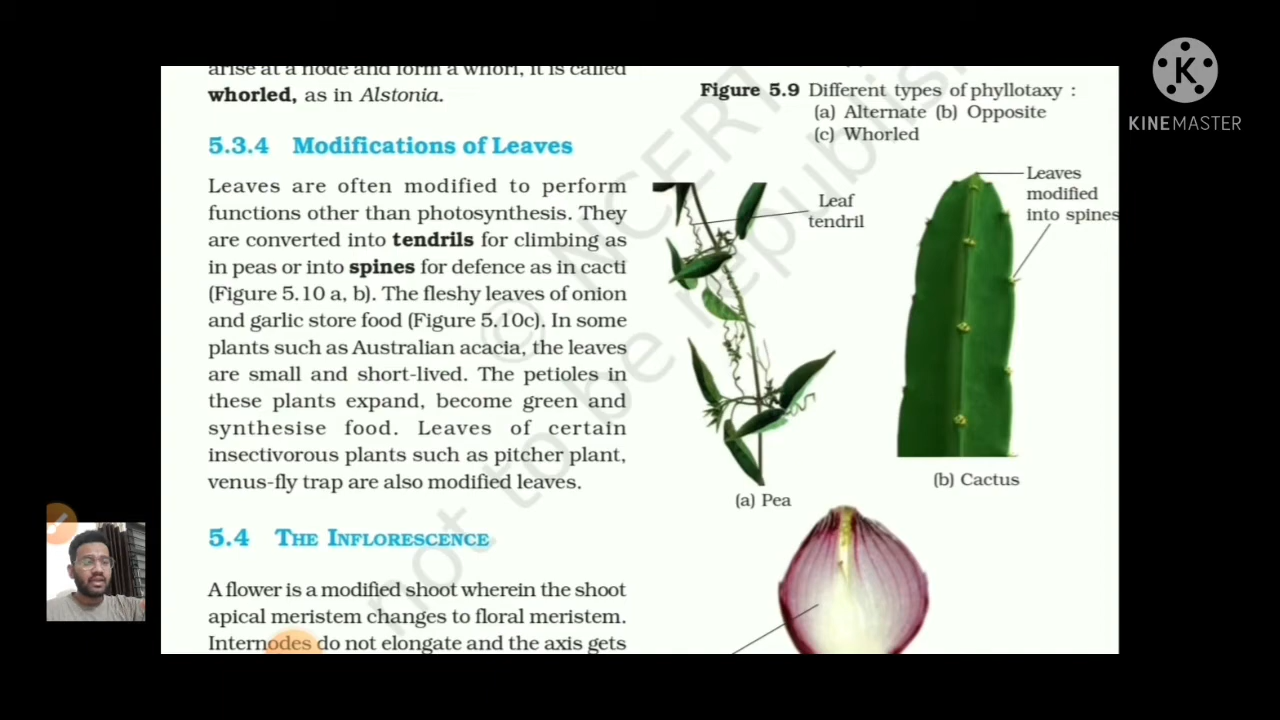 arise at a node and form a whorl, it is called
whorled, as in Alstonia.
5.3.4 Modifications of Leaves
Leaves are often modified to perform
functions other than photosynthesis. They
are converted into tendrils for climbing as
in peas or into spines for defence as in cacti
(Figure 5.10 a, b). The fleshy leaves of onion
and garlic store food (Figure 5.10c). In some
plants such as Australian acacia, the leaves
are small and short-lived. The petioles in
these plants expand, become green and
synthesise food. Leaves of certain
insectivorous plants such as pitcher plant,
venus-fly trap are also modified leaves.
5.4 THE INFLORESCENCE
A flower is a modified shoot wherein the shoot
apical meristem changes to floral meristem.
Internodes do not elongate and the axis gets
Figure 5.9 Different types of phyllotaxy :
(a) Alternate (b) Opposite
(c) Whorled
Leaf
tendril
Leaves
modified
into spines
(a) Pea
(b) Cactus
© NCERT
not to be republish
K
KINEMASTER